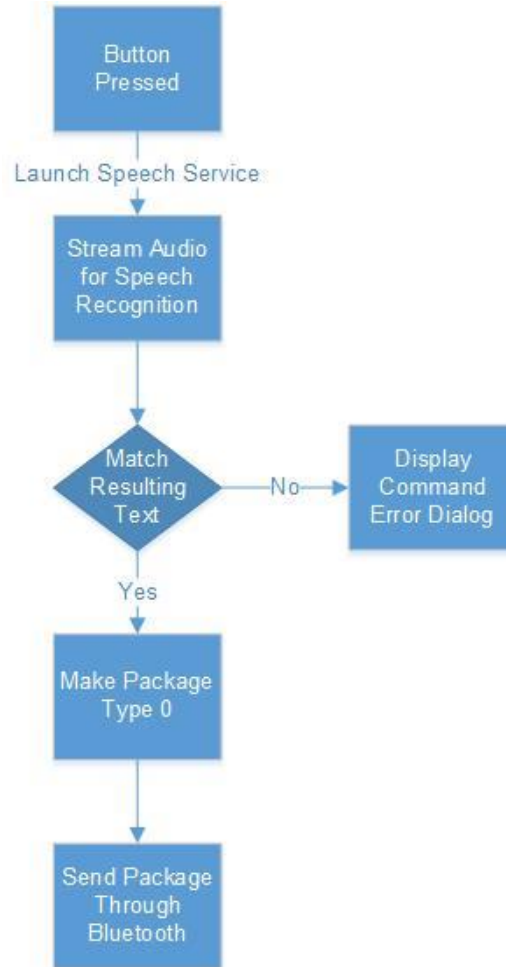 Button
Pressed
Launch Speech Service
Stream Audio
for Speech
Recognition
Match
Resulting
Text
No
Display
Command
Error Dialog
Yes
Make Package
Type 0
Send Package
Through
Bluetooth